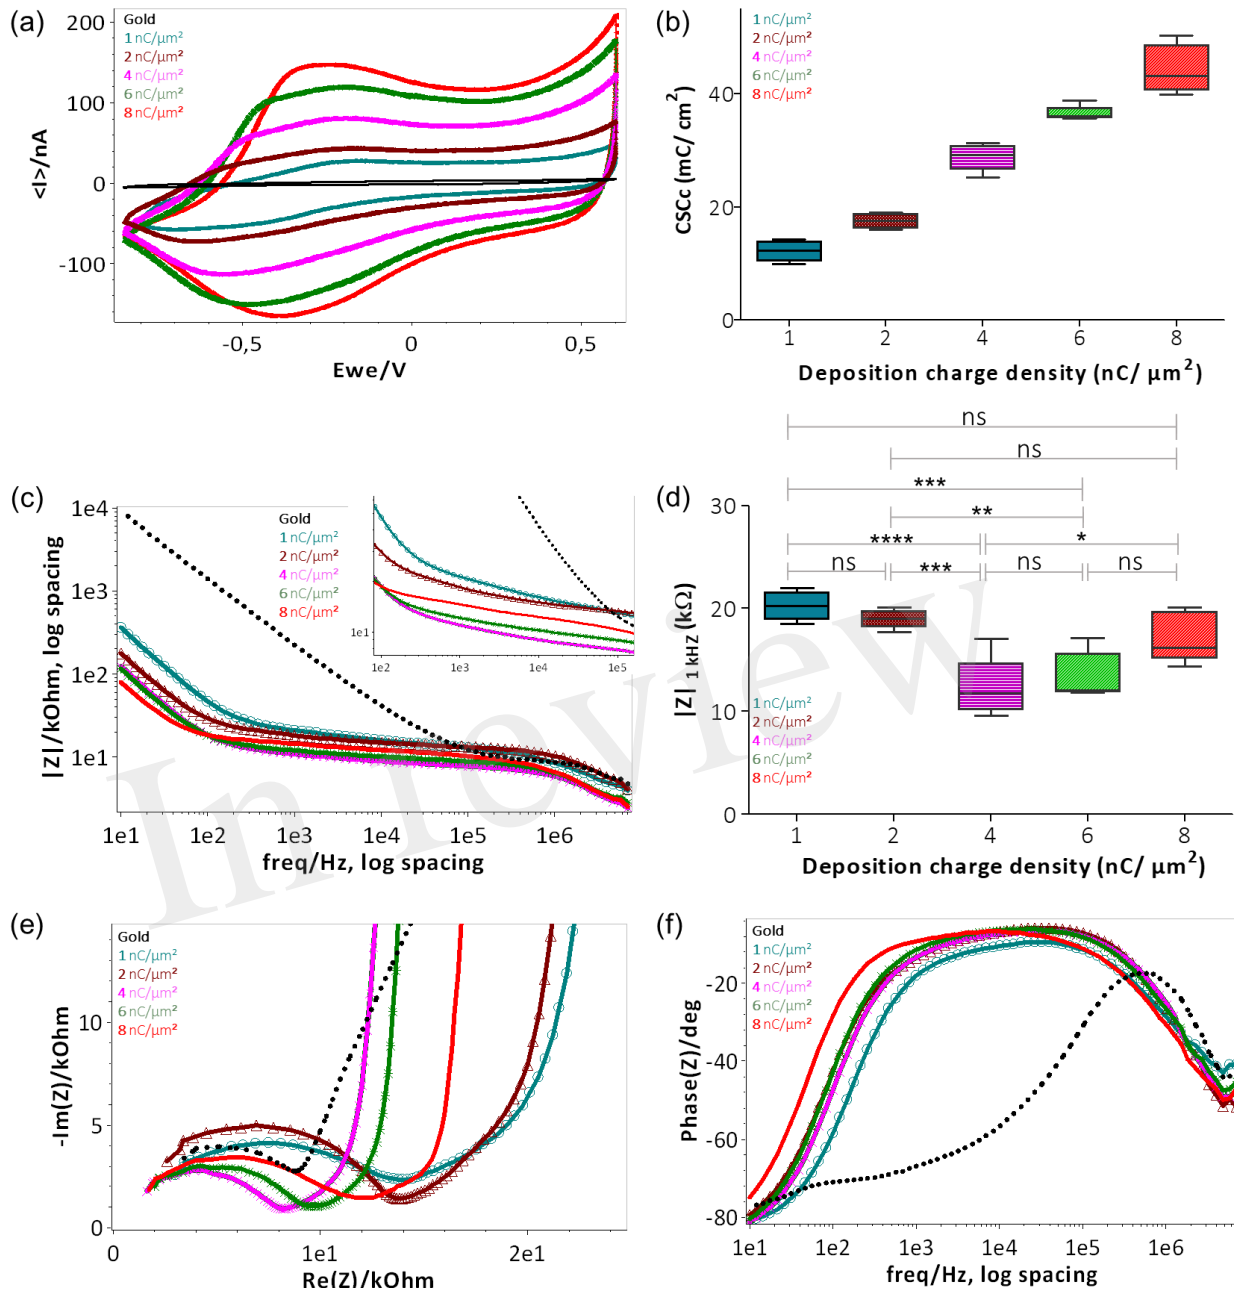 (a)
Gold
1 nC/µm²
2 nC/µm²
4 nC/µm²
6 nC/µm²
8 nC/µm²
200
100
0
-100
<I>/nA
-0,5
0
0,5
Ewe/V
(b)
1 nC/µm²
2 nC/µm²
4 nC/µm²
6 nC/µm²
8 nC/µm²
40
20
0
CSCc (mC/ cm²)
1
2
4
6
8
Deposition charge density (nC/ µm²)
(c)
1e4
1e3
1e2
1e1
|Z|/kOhm, log spacing
Gold
1 nC/µm²
2 nC/µm²
4 nC/µm²
6 nC/µm²
8 nC/µm²
1e1
1e2
1e3
1e4
1e5
1e1
1e2
1e3
1e4
1e5
1e6
freq/Hz, log spacing
(d)
ns
ns
***
**
****
*
ns
***
ns
ns
30
20
10
0
|Z| 1 kHZ (kΩ)
1 nC/µm²
2 nC/µm²
4 nC/µm²
6 nC/µm²
8 nC/µm²
1
2
4
6
8
Deposition charge density (nC/ µm²)
In review
(e)
Gold
1 nC/µm²
2 nC/µm²
4 nC/µm²
6 nC/µm²
8 nC/µm²
10
5
0
-Im(Z)/kOhm
0
1e1
2e1
Re(Z)/kOhm
(f)
Gold
1 nC/µm²
2 nC/µm²
4 nC/µm²
6 nC/µm²
8 nC/µm²
-20
-40
-60
-80
Phase(Z)/deg
1e1
1e2
1e3
1e4
1e5
1e6
freq/Hz, log spacing